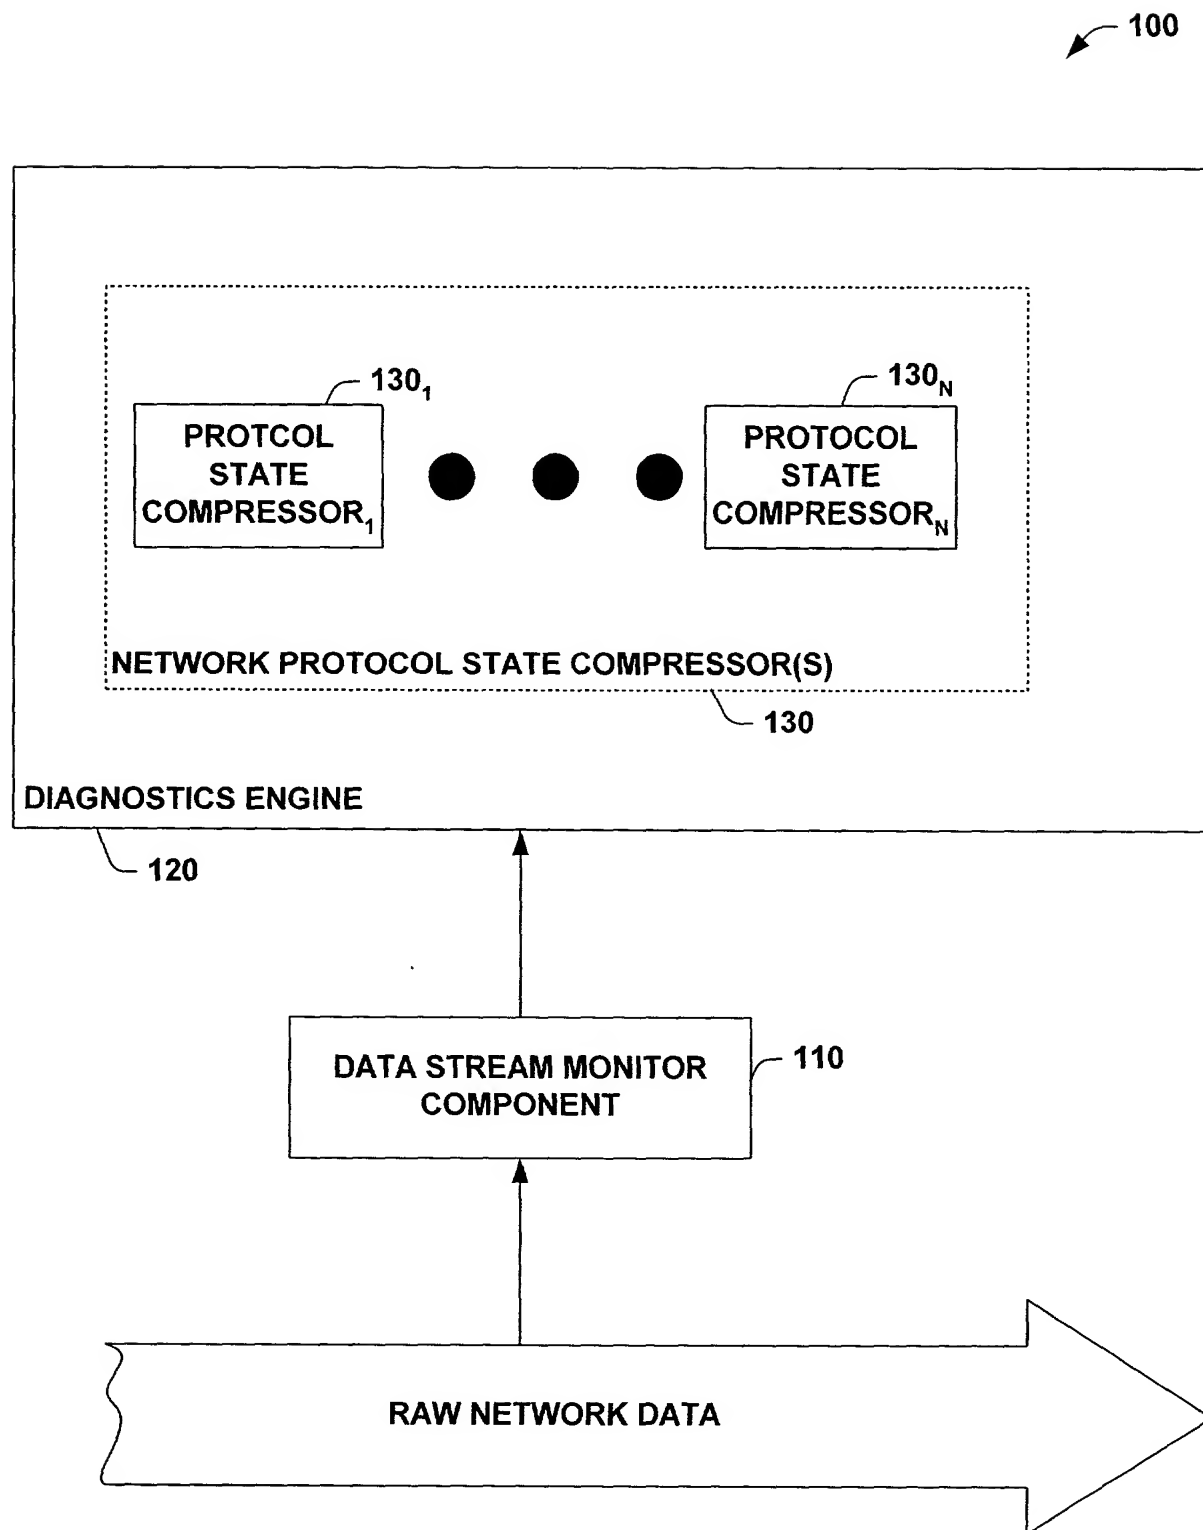 100
130₁
130N
PROTCOL
STATE
COMPRESSOR₁
PROTOCOL
STATE
COMPRESSORN
NETWORK PROTOCOL STATE COMPRESSOR(S)
130
DIAGNOSTICS ENGINE
120
DATA STREAM MONITOR
COMPONENT
110
RAW NETWORK DATA